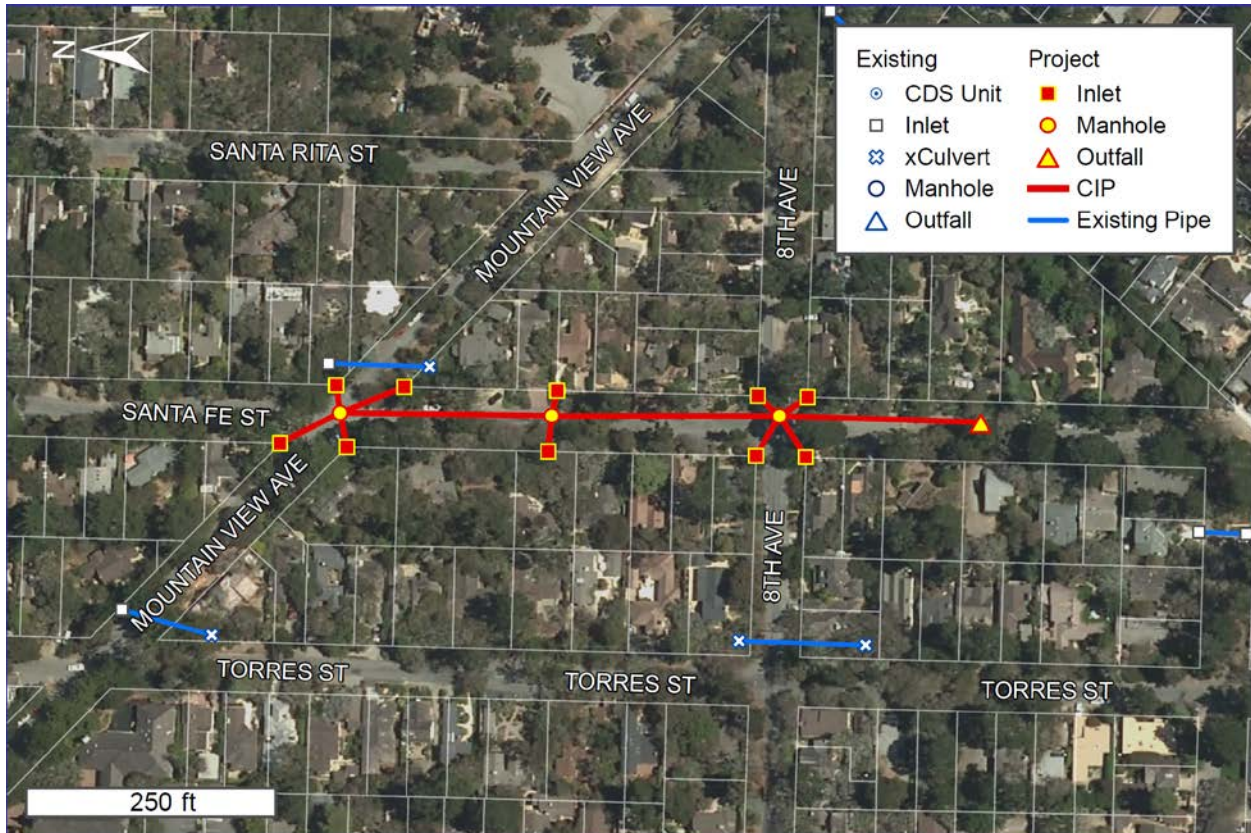 N
Existing
Project
CDS Unit
Inlet
Inlet
Manhole
xCulvert
Outfall
Manhole
CIP
Outfall
Existing Pipe
SANTA RITA ST
MOUNTAIN VIEW AVE
8TH AVE
SANTA FE ST
MOUNTAIN VIEW AVE
8TH AVE
TORRES ST
TORRES ST
TORRES ST
250 ft